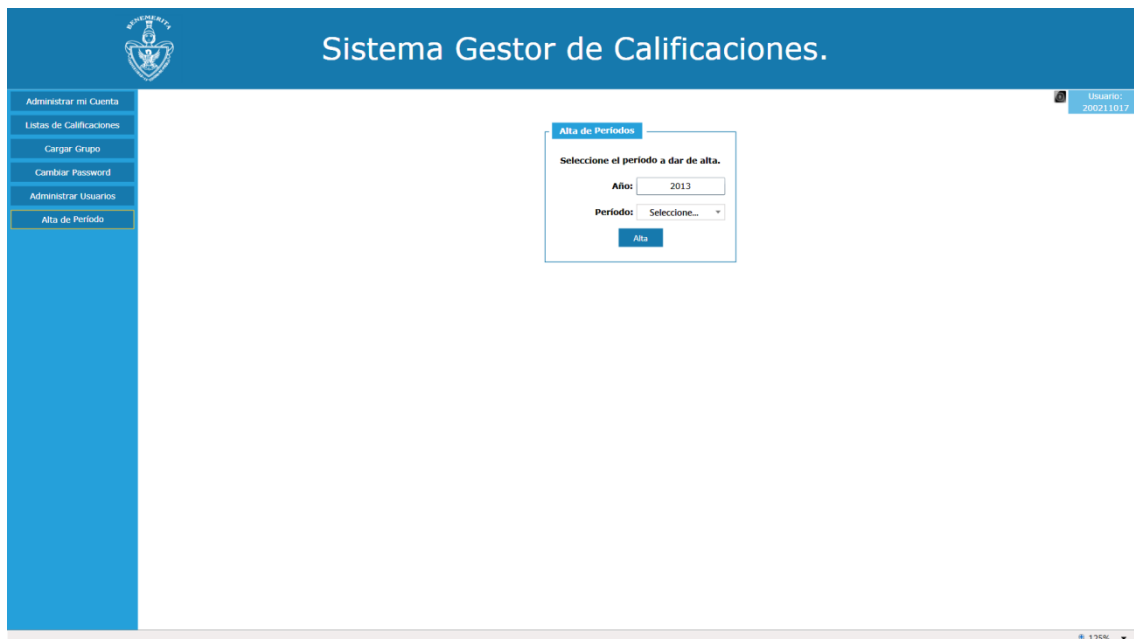 BENEMERITA
Sistema Gestor de Calificaciones.
Administrar mi Cuenta
Listas de Calificaciones
Cargar Grupo
Cambiar Password
Administrar Usuarios
Alta de Período
Usuario:
200211017
Alta de Períodos
Seleccione el período a dar de alta.
Año: 2013
Período: Seleccione...
Alta
125%